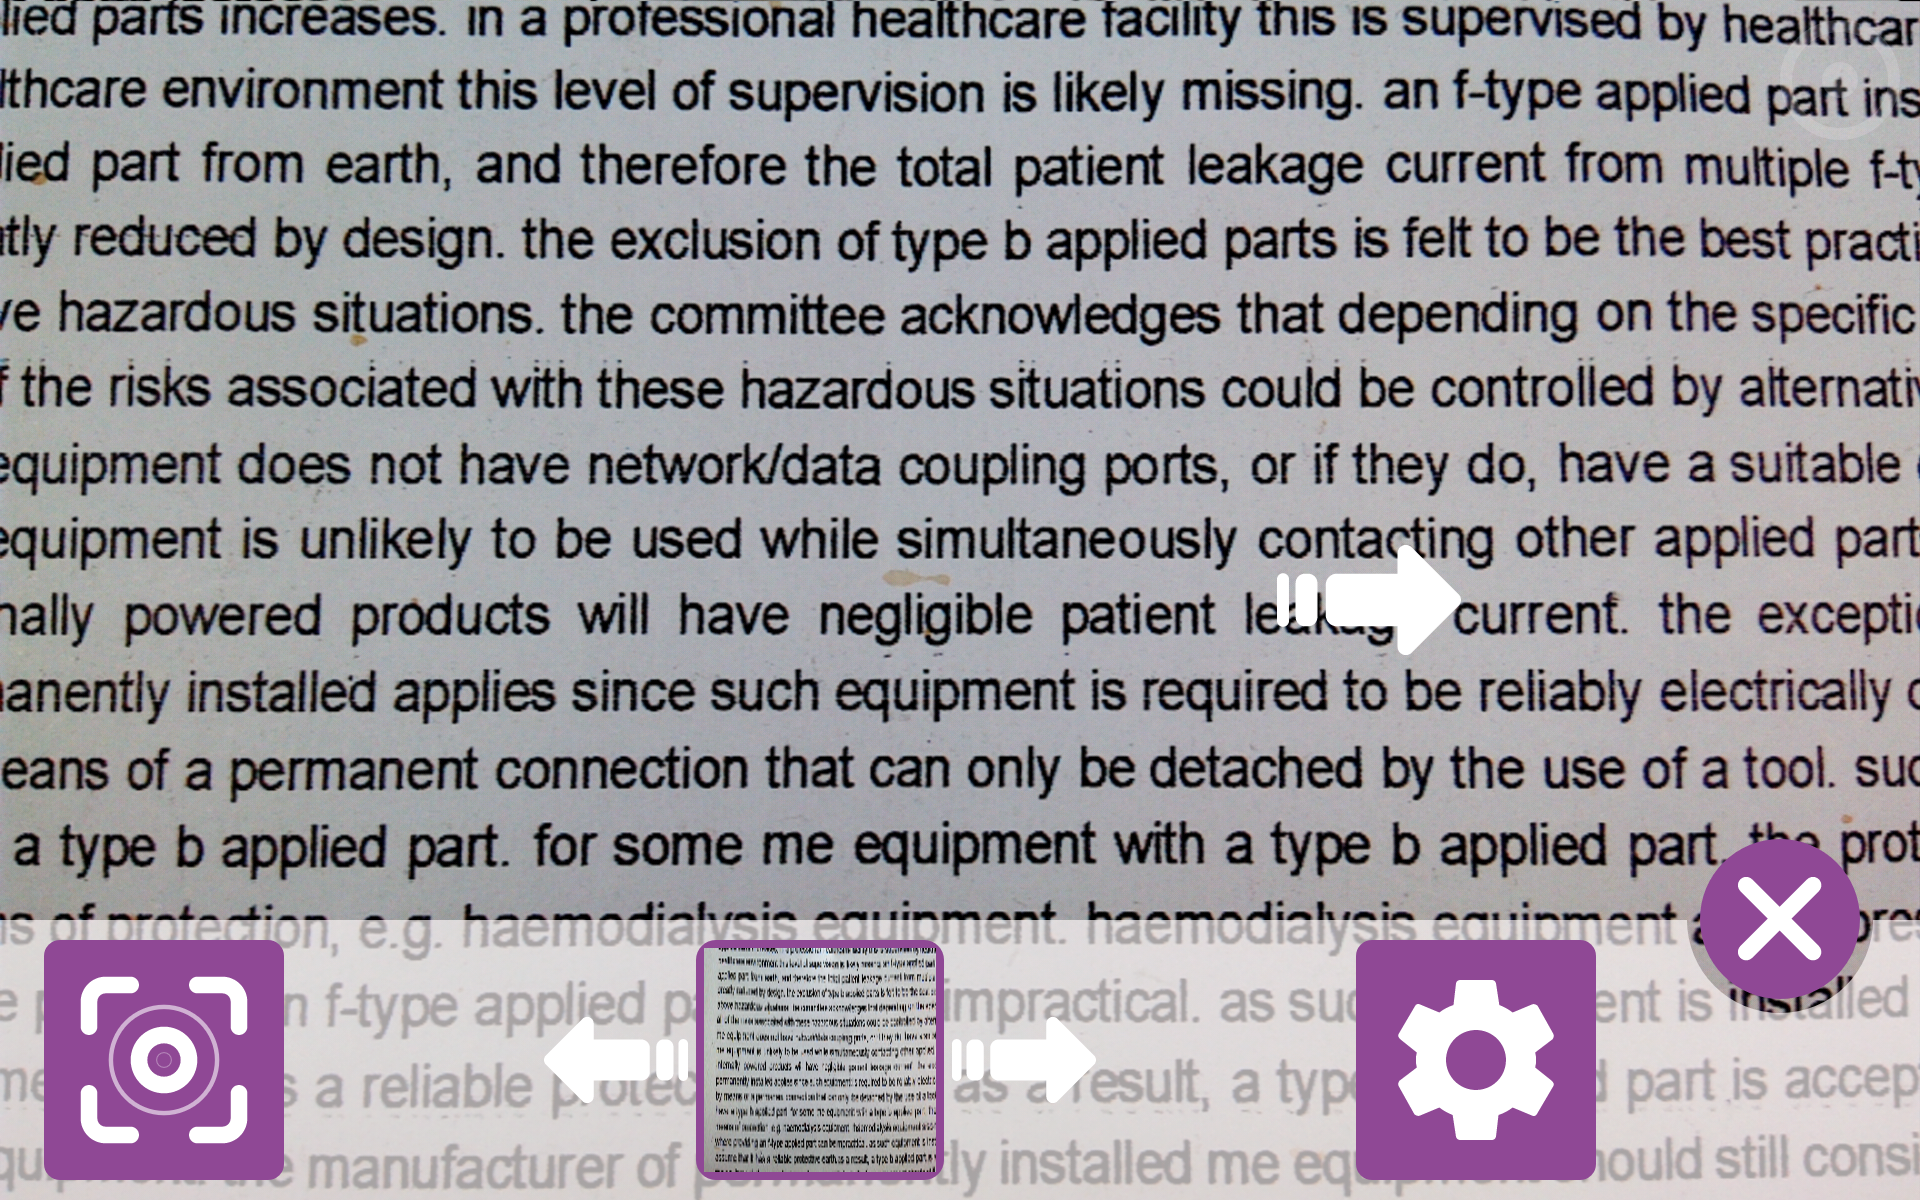 lied parts increases. in a professional healthcare facility this is supervised by healthcar
lthcare environment this level of supervision is likely missing. an f-type applied part ins
lied part from earth, and therefore the total patient leakage current from multiple f-ty
tly reduced by design. the exclusion of type b applied parts is felt to be the best practi
ve hazardous situations. the committee acknowledges that depending on the specific
f the risks associated with these hazardous situations could be controlled by alternativ
equipment does not have network/data coupling ports, or if they do, have a suitable
equipment is unlikely to be used while simultaneously contacting other applied part
nally powered products will have negligible patient leakage current. the exceptio
anently installed applies since such equipment is required to be reliably electrically c
eans of a permanent connection that can only be detached by the use of a tool. suc
a type b applied part. for some me equipment with a type b applied part, the prot
ns of protection, e.g. haemodialysis equipment. haemodialysis equipment
n f-type applied impractical. as ent is installed
a reliable as a result, a part is accep
manufacturer of permanently installed me should still consi